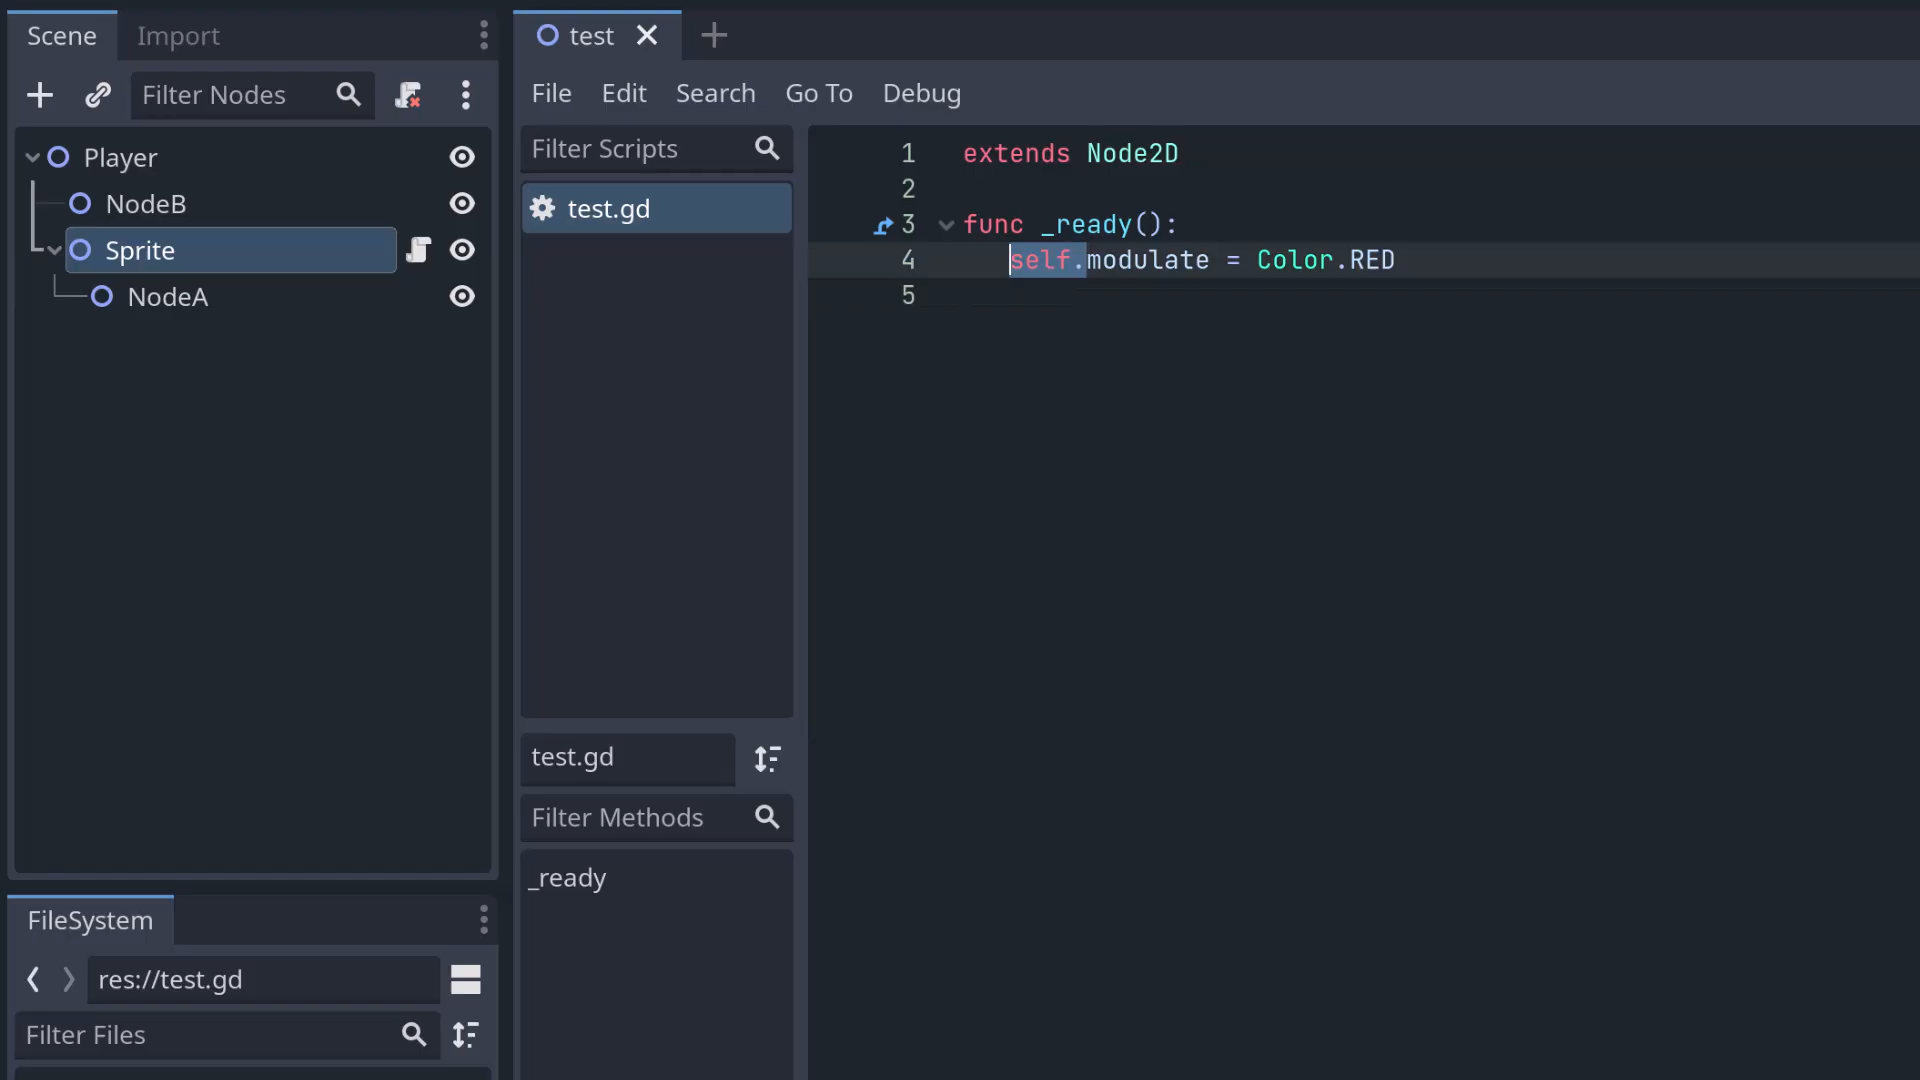 Scene
Import
Filter Nodes
Player
NodeB
Sprite
NodeA
FileSystem
res://test.gd
Filter Files
test
File Edit Search Go To Debug
Filter Scripts
test.gd
test.gd
Filter Methods
_ready
1 extends Node2D
2
3 func _ready():
4 self.modulate = Color.RED
5